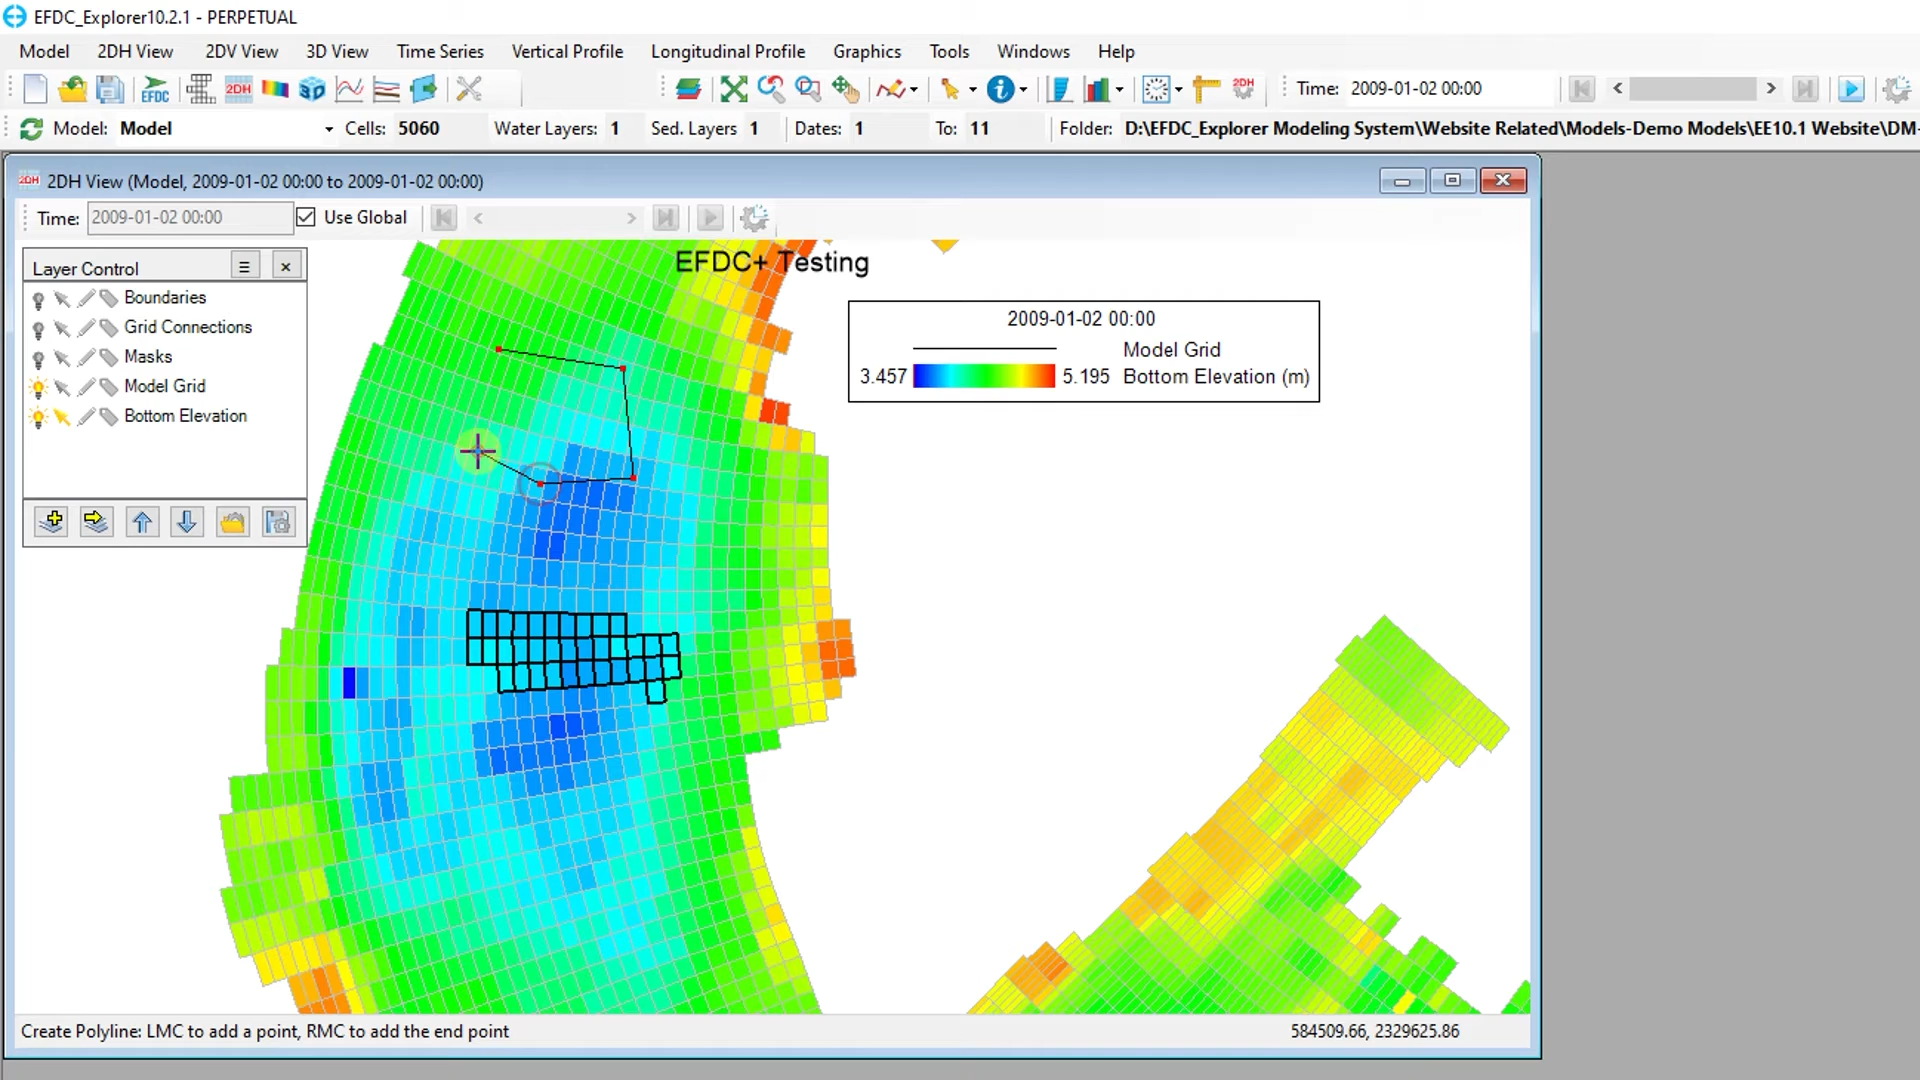 EFDC_Explorer10.2.1 - PERPETUAL
Model 2DH View 2DV View 3D View Time Series Vertical Profile Longitudinal Profile Graphics Tools Windows Help
EFDC 2DH 3D 2DH Time: 2009-01-02 00:00
Model: Model Cells: 5060 Water Layers: 1 Sed. Layers 1 Dates: 1 To: 11 Folder: D:\EFDC_Explorer Modeling System\Website Related\Models-Demo Models\EE10.1 Website\DM-
2DH 2DH View (Model, 2009-01-02 00:00 to 2009-01-02 00:00)
Time: 2009-01-02 00:00 Use Global
Layer Control
Boundaries
Grid Connections
Masks
Model Grid
Bottom Elevation
EFDC+ Testing
2009-01-02 00:00
Model Grid
3.457 5.195 Bottom Elevation (m)
Create Polyline: LMC to add a point, RMC to add the end point 584509.66, 2329625.86